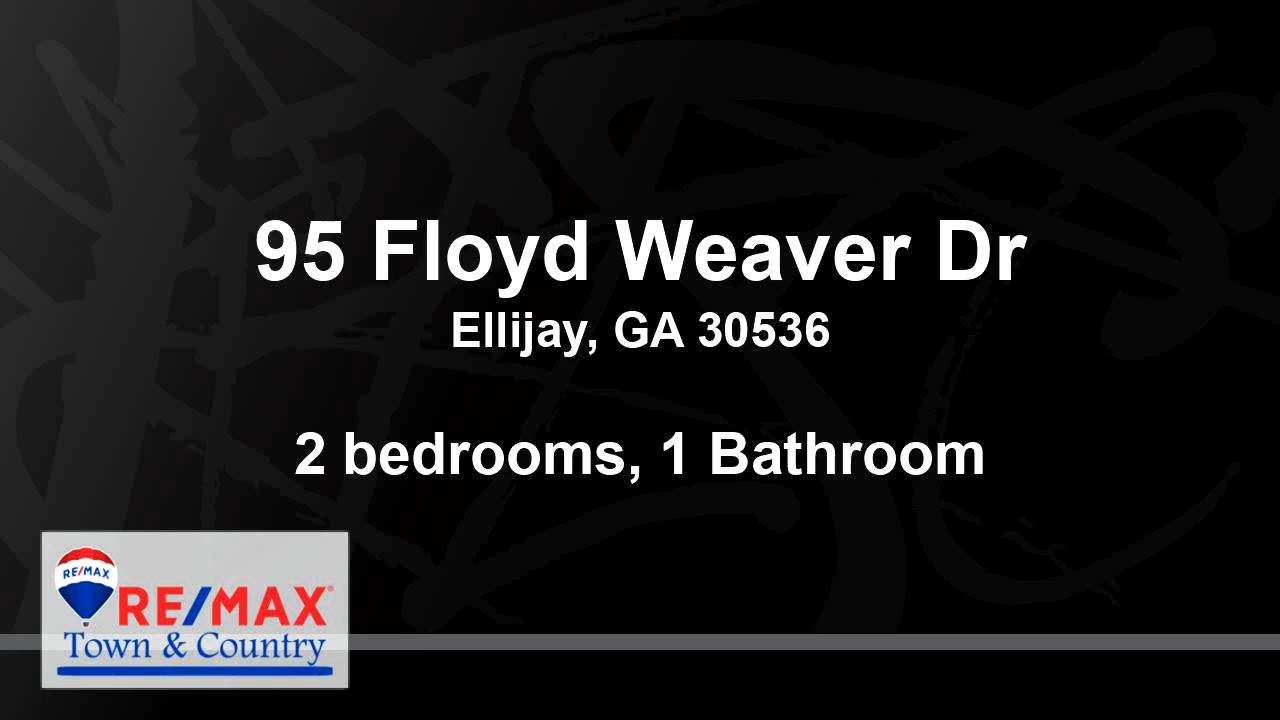 95 Floyd Weaver Dr
Ellijay, GA 30536
2 bedrooms, 1 Bathroom
RE/MAX
RE/MAX®
Town & Country